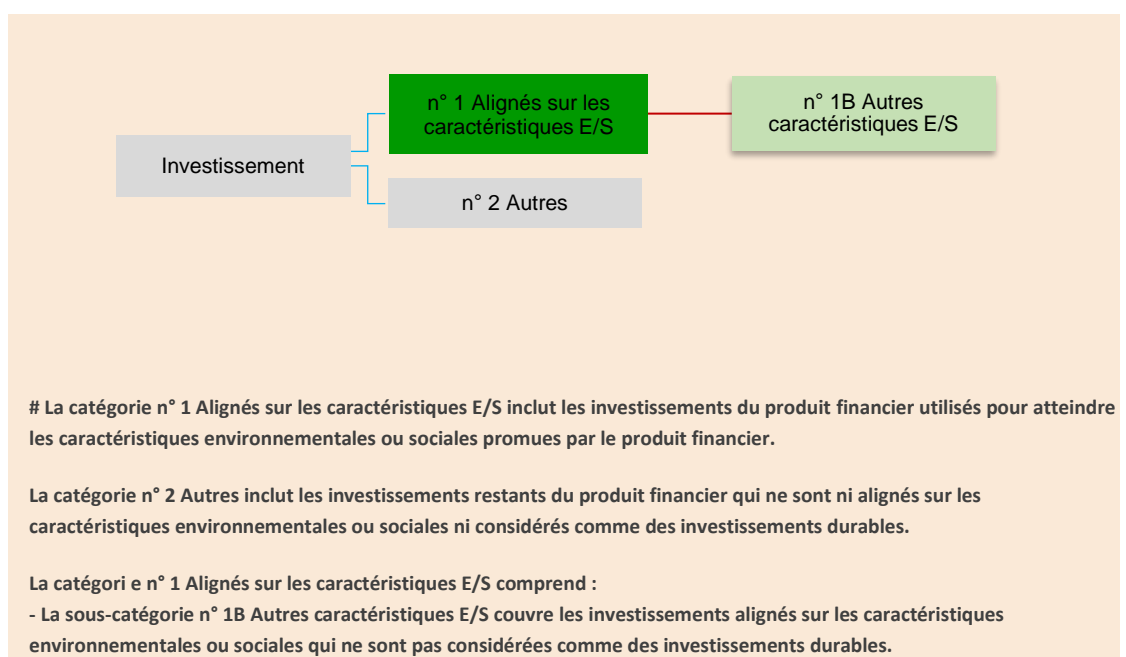 n° 1 Alignés sur les
caractéristiques E/S
n° 1B Autres
caractéristiques E/S
Investissement
n° 2 Autres
# La catégorie n° 1 Alignés sur les caractéristiques E/S inclut les investissements du produit financier utilisés pour atteindre
les caractéristiques environnementales ou sociales promues par le produit financier.
La catégorie n° 2 Autres inclut les investissements restants du produit financier qui ne sont ni alignés sur les
caractéristiques environnementales ou sociales ni considérés comme des investissements durables.
La catégori e n° 1 Alignés sur les caractéristiques E/S comprend :
- La sous-catégorie n° 1B Autres caractéristiques E/S couvre les investissements alignés sur les caractéristiques
environnementales ou sociales qui ne sont pas considérées comme des investissements durables.